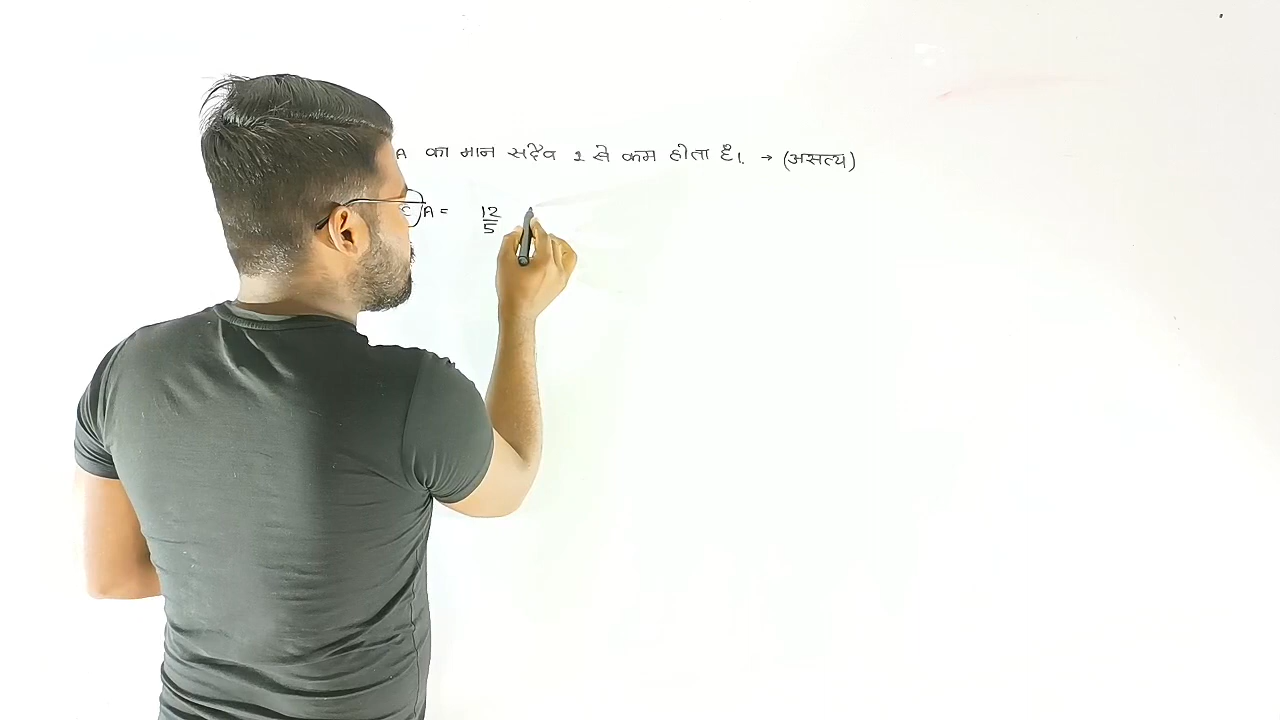 A का मान सदैव 1 से कम होता है। → (असत्य)
A = 12/5